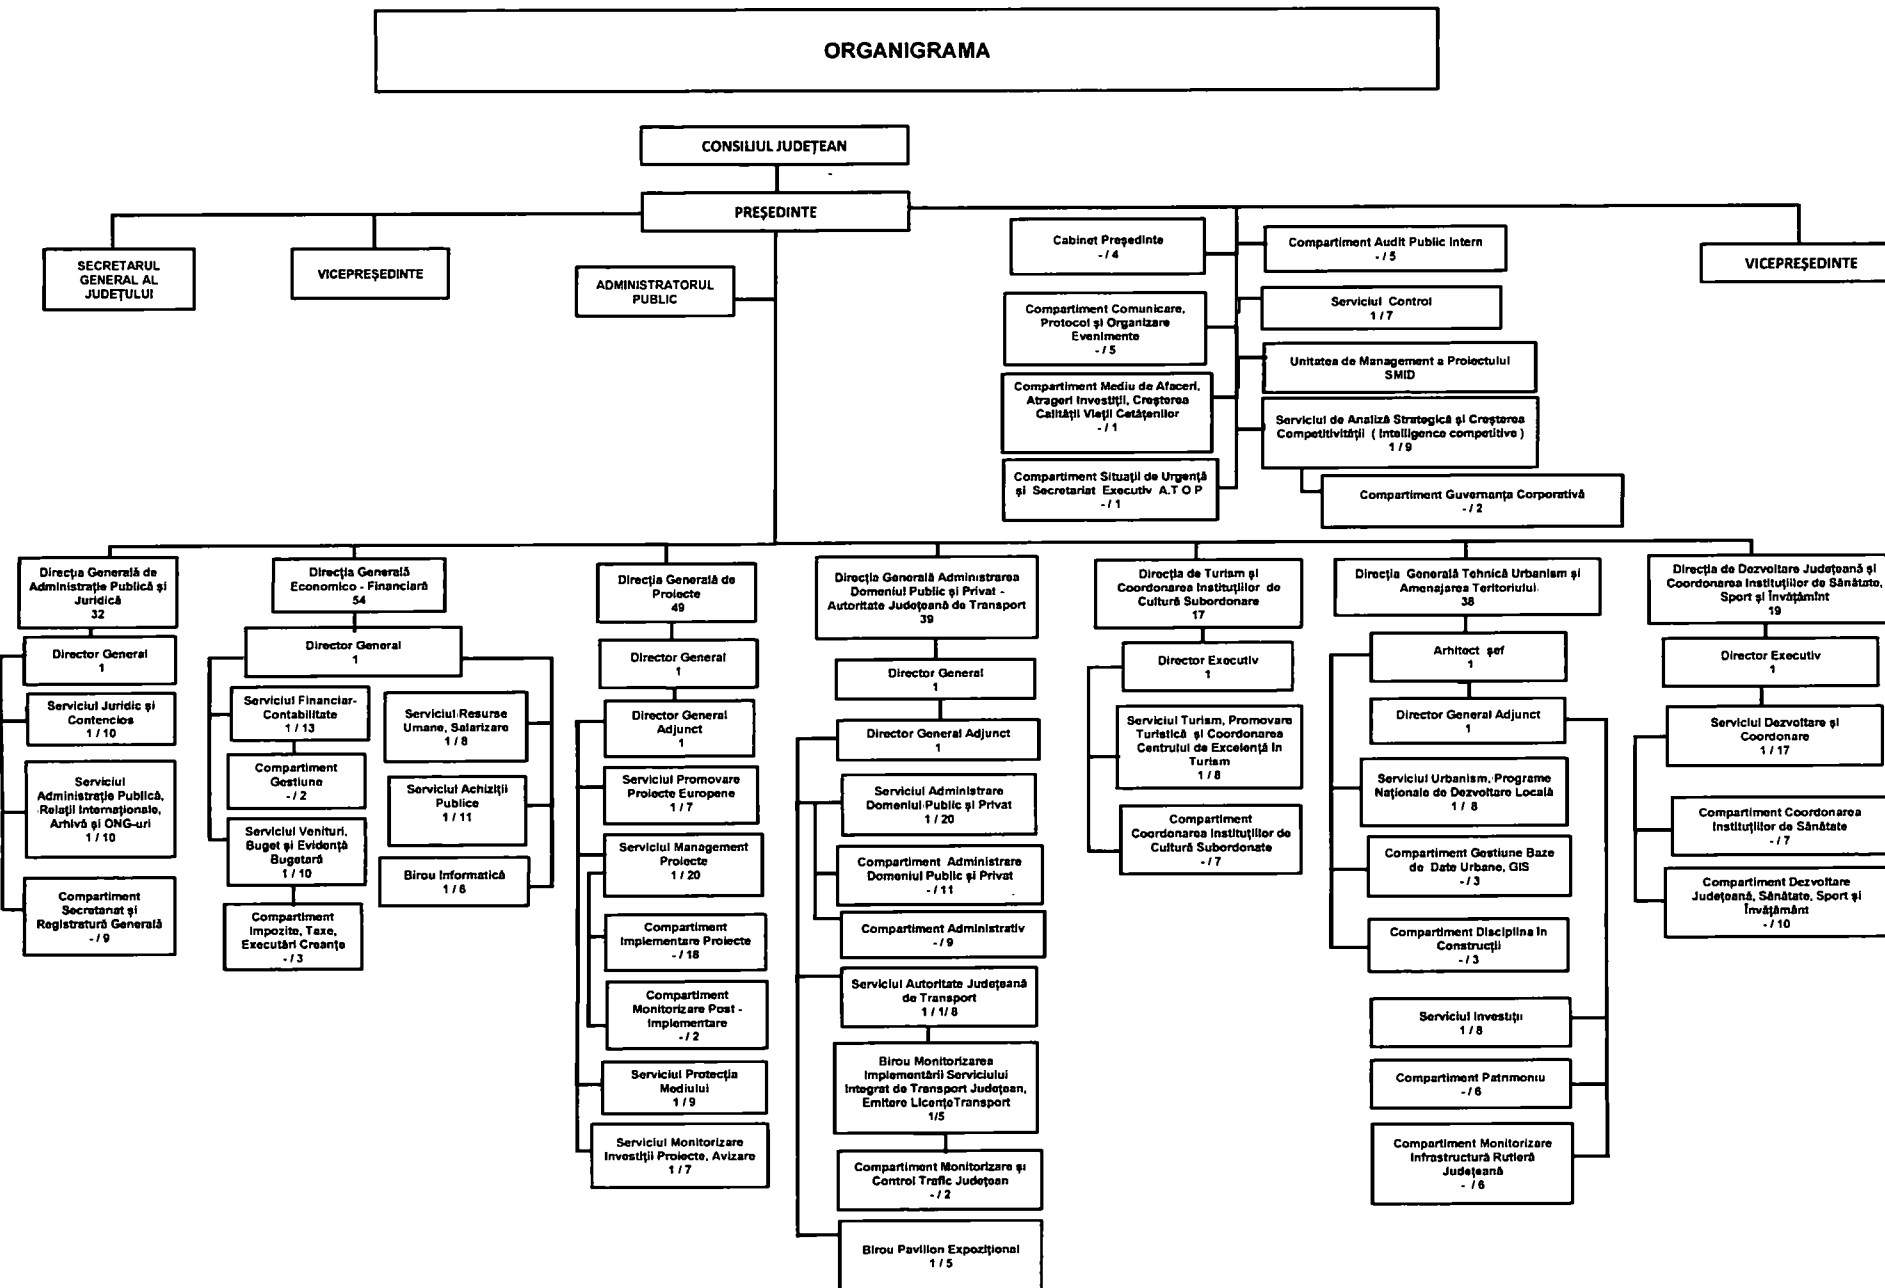 ORGANIGRAMA
CONSILIUL JUDEȚEAN
-
PREȘEDINTE
SECRETARUL
GENERAL AL
JUDEȚULUI
VICEPREȘEDINTE
ADMINISTRATORUL
PUBLIC
Cabinet Președinte
- / 4
Compartiment Comunicare,
Protocol și Organizare
Evenimente
- / 5
Compartiment Mediu de Afaceri,
Atrageri Investiții, Creșterea
Calității Vieții Cetățenilor
- / 1
Compartiment Situații de Urgență
și Secretariat Executiv A.T O P
- / 1
Compartiment Audit Public Intern
- / 5
Serviciul Control
1 / 7
Unitatea de Management a Proiectului
SMID
Serviciul de Analiză Strategică și Creșterea
Competitivității ( Intelligence competitive )
1 / 9
Compartiment Guvernanța Corporativă
- / 2
VICEPREȘEDINTE
Direcția Generală de
Administrație Publică și
Juridică
32
Director General
1
Serviciul Juridic și
Contencios
1 / 10
Serviciul
Administrație Publică,
Relații Internaționale,
Arhivă și ONG-uri
1 / 10
Compartiment
Secretariat și
Registratură Generală
- / 9
Direcția Generală
Economico - Financiară
54
Director General
1
Serviciul Financiar-
Contabilitate
1 / 13
Compartiment
Gestiune
- / 2
Serviciul Venituri,
Buget și Evidență
Bugetară
1 / 10
Compartiment
Impozite, Taxe,
Executări Creanțe
- / 3
Serviciul Resurse
Umane, Salarizare
1 / 8
Serviciul Achiziții
Publice
1 / 11
Birou Informatică
1 / 6
Direcția Generală de
Proiecte
49
Director General
1
Director General
Adjunct
1
Serviciul Promovare
Proiecte Europene
1 / 7
Serviciul Management
Proiecte
1 / 20
Compartiment
Implementare Proiecte
- / 18
Compartiment
Monitorizare Post -
Implementare
- / 2
Serviciul Protecția
Mediului
1 / 9
Serviciul Monitorizare
Investiții Proiecte, Avizare
1 / 7
Direcția Generală Administrarea
Domeniul Public și Privat -
Autoritate Județeană de Transport
39
Director General
1
Director General Adjunct
1
Serviciul Administrare
Domeniul Public și Privat
1 / 20
Compartiment Administrare
Domeniul Public și Privat
- / 11
Compartiment Administrativ
- / 9
Serviciul Autoritate Județeană
de Transport
1 / 1/ 8
Birou Monitorizarea
Implementării Serviciului
Integrat de Transport Județean,
Emitere LicențeTransport
1/5
Compartiment Monitorizare și
Control Trafic Județean
- / 2
Birou Pavilion Expozițional
1 / 5
Direcția de Turism și
Coordonarea Instituțiilor de
Cultură Subordonare
17
Director Executiv
1
Serviciul Turism, Promovare
Turistică și Coordonarea
Centrului de Excelență în
Turism
1 / 8
Compartiment
Coordonarea Instituțiilor de
Cultură Subordonate
- / 7
Direcția Generală Tehnică Urbanism și
Amenajarea Teritoriului
38
Arhitect șef
1
Director General Adjunct
1
Serviciul Urbanism, Programe
Naționale de Dezvoltare Locală
1 / 8
Compartiment Gestiune Baze
de Date Urbane, GIS
- / 3
Compartiment Disciplina în
Construcții
- / 3
Serviciul Investiții
1 / 8
Compartiment Patrimoniu
- / 6
Compartiment Monitorizare
Infrastructură Rutieră
Județeană
- / 6
Direcția de Dezvoltare Județeană și
Coordonarea Instituțiilor de Sănătate,
Sport și Învățămînt
19
Director Executiv
1
Serviciul Dezvoltare și
Coordonare
1 / 17
Compartiment Coordonarea
Instituțiilor de Sănătate
- / 7
Compartiment Dezvoltare
Județeană, Sănătate, Sport și
Învățământ
- / 10